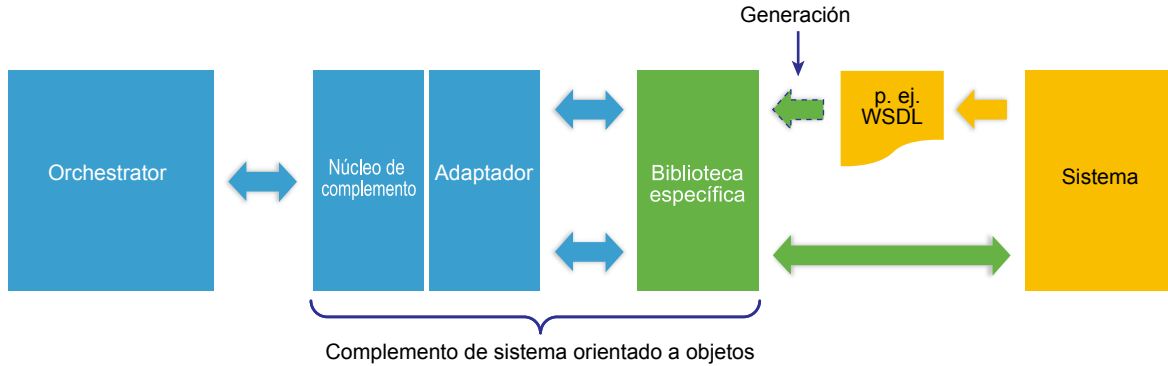 Generación
p. ej.
WSDL
Orchestrator
Núcleo de
complemento
Adaptador
Biblioteca
específica
Sistema
Complemento de sistema orientado a objetos